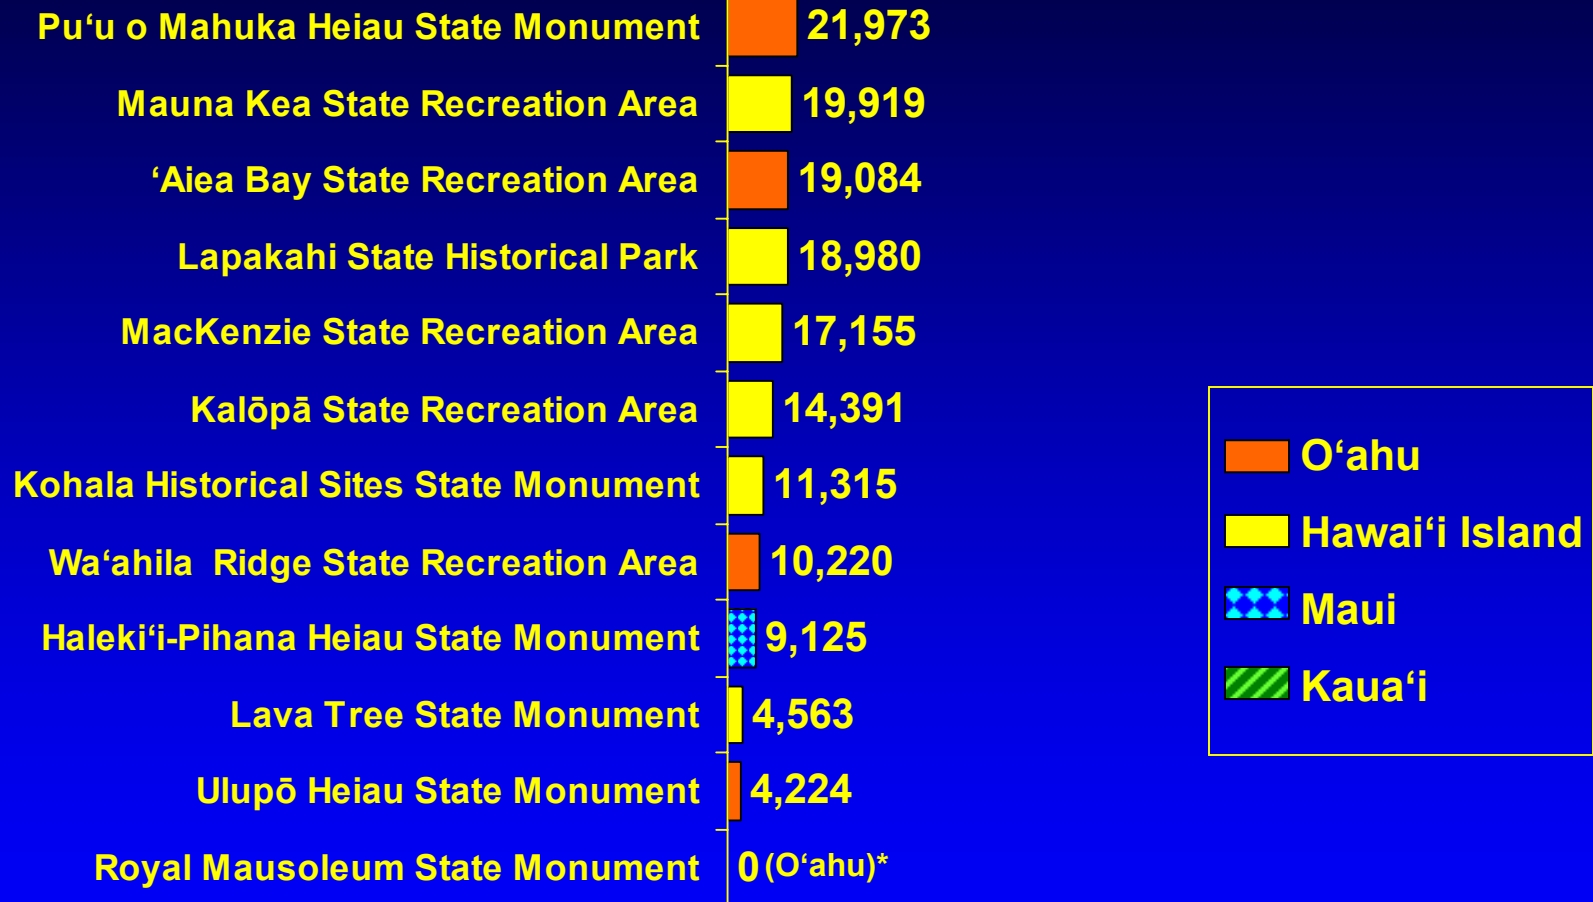 Pu‘u o Mahuka Heiau State Monument 21,973
Mauna Kea State Recreation Area 19,919
‘Aiea Bay State Recreation Area 19,084
Lapakahi State Historical Park 18,980
MacKenzie State Recreation Area 17,155
Kalōpā State Recreation Area 14,391
Kohala Historical Sites State Monument 11,315
Wa‘ahila Ridge State Recreation Area 10,220
Haleki‘i-Pihana Heiau State Monument 9,125
Lava Tree State Monument 4,563
Ulupō Heiau State Monument 4,224
Royal Mausoleum State Monument 0 (O‘ahu)*
O‘ahu
Hawai‘i Island
Maui
Kaua‘i